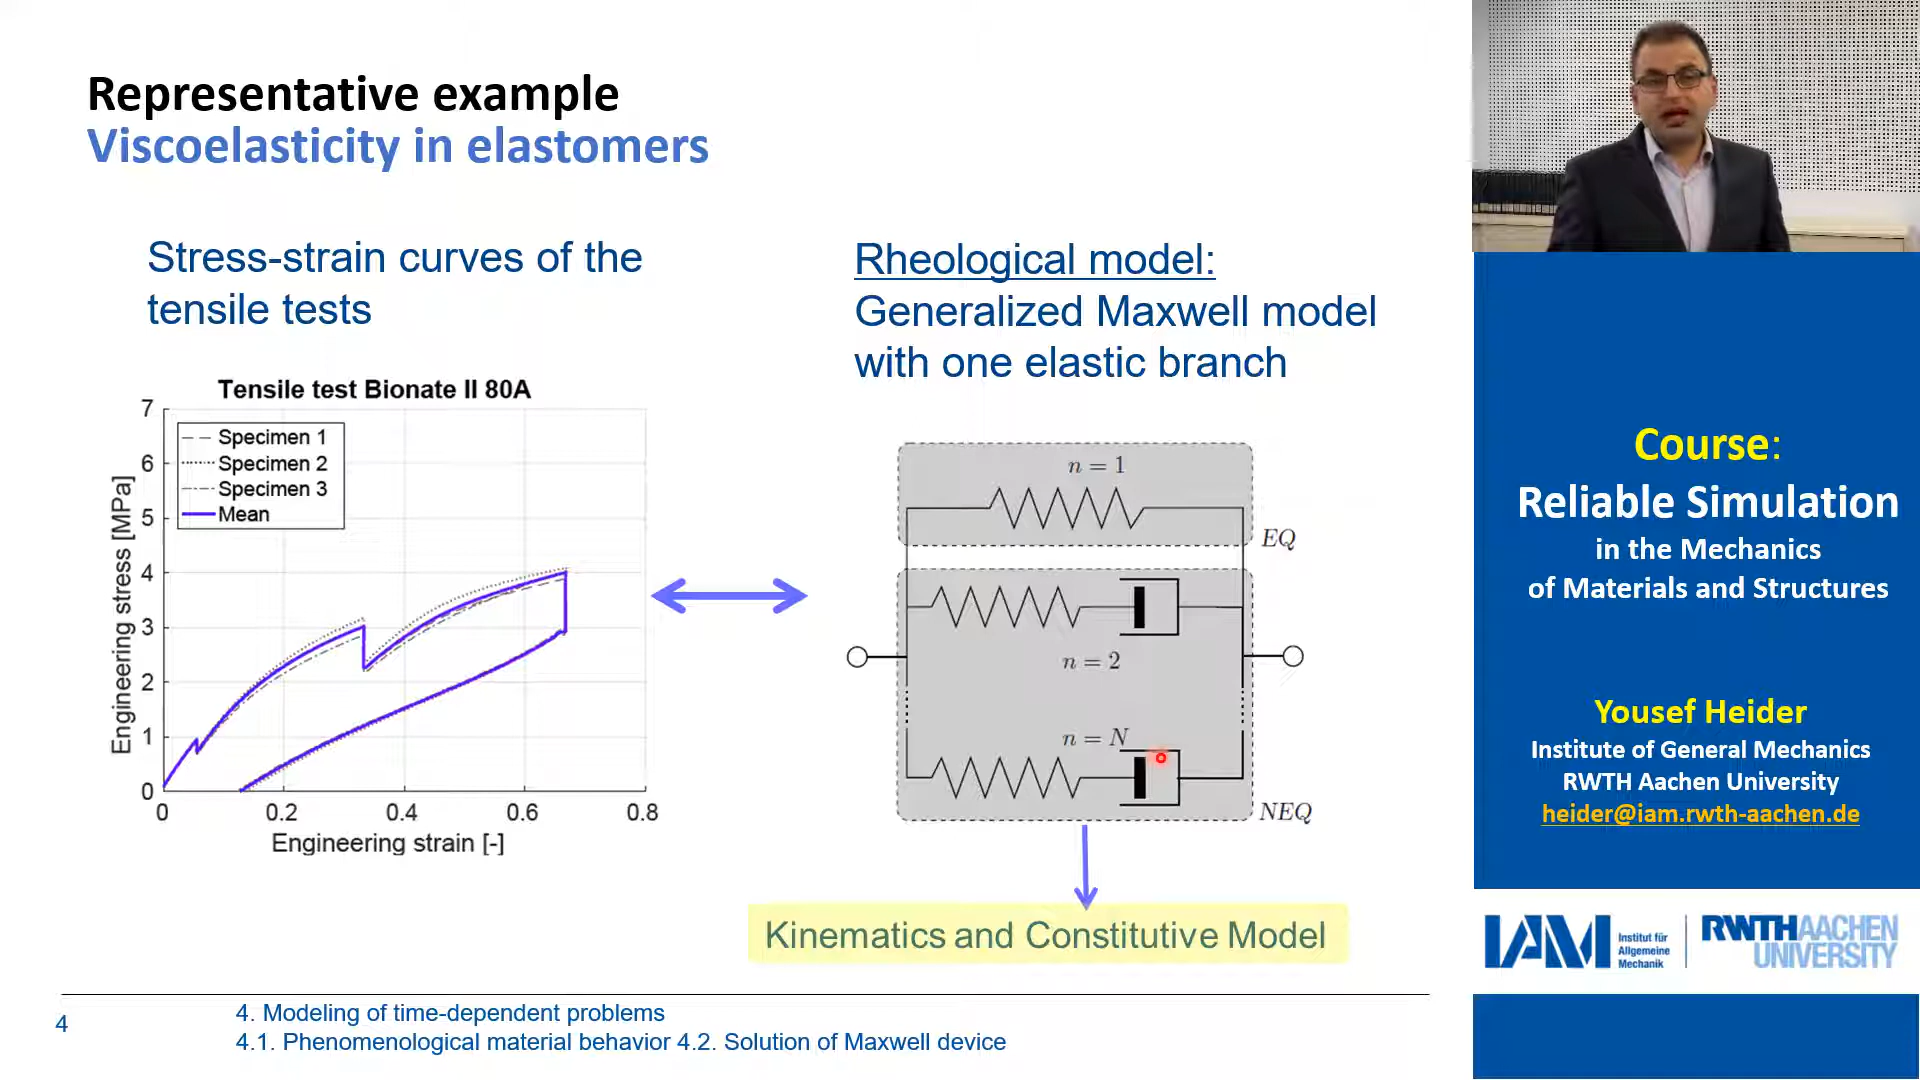 Representative example
Viscoelasticity in elastomers
Stress-strain curves of the
tensile tests
Tensile test Bionate II 80A
7
6
5
4
3
2
1
0
Engineering stress [MPa]
Specimen 1
Specimen 2
Specimen 3
Mean
0 0.2 0.4 0.6 0.8
Engineering strain [-]
Rheological model:
Generalized Maxwell model
with one elastic branch
n = 1
EQ
n = 2
n = N
NEQ
Kinematics and Constitutive Model
4
4. Modeling of time-dependent problems
4.1. Phenomenological material behavior 4.2. Solution of Maxwell device
Course:
Reliable Simulation
in the Mechanics
of Materials and Structures
Yousef Heider
Institute of General Mechanics
RWTH Aachen University
heider@iam.rwth-aachen.de
IAM
Institut für
Allgemeine
Mechanik
RWTH AACHEN
UNIVERSITY